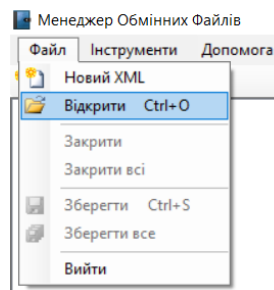 Менеджер Обмінних Файлів
Файл Інструменти Допомога
Новий XML
Відкрити Ctrl+O
Закрити
Закрити всі
Зберегти Ctrl+S
Зберегти все
Вийти